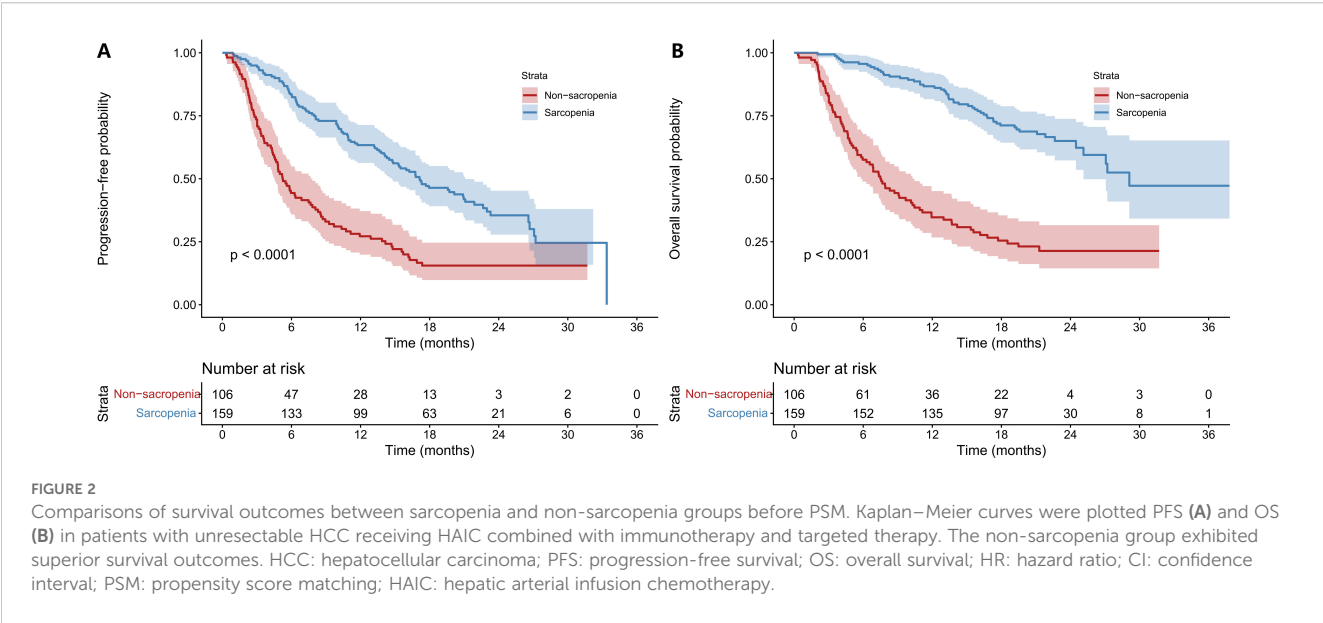 A
Progression−free probability
1.00
0.75
0.50
0.25
0.00
Strata
Non−sacropenia
Sarcopenia
p < 0.0001
0 6 12 18 24 30 36
Time (months)
Number at risk
Strata
Non−sacropenia 106 47 28 13 3 2 0
Sarcopenia 159 133 99 63 21 6 0
0 6 12 18 24 30 36
Time (months)
B
Overall survival probability
1.00
0.75
0.50
0.25
0.00
Strata
Non−sacropenia
Sarcopenia
p < 0.0001
0 6 12 18 24 30 36
Time (months)
Number at risk
Strata
Non−sacropenia 106 61 36 22 4 3 0
Sarcopenia 159 152 135 97 30 8 1
0 6 12 18 24 30 36
Time (months)
FIGURE 2
Comparisons of survival outcomes between sarcopenia and non-sarcopenia groups before PSM. Kaplan–Meier curves were plotted PFS (A) and OS
(B) in patients with unresectable HCC receiving HAIC combined with immunotherapy and targeted therapy. The non-sarcopenia group exhibited
superior survival outcomes. HCC: hepatocellular carcinoma; PFS: progression-free survival; OS: overall survival; HR: hazard ratio; CI: confidence
interval; PSM: propensity score matching; HAIC: hepatic arterial infusion chemotherapy.